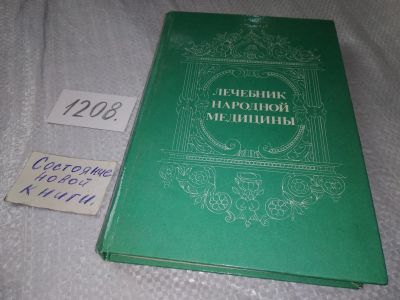 1208.
ЛЕЧЕБНИК
НАРОДНОЙ
МЕДИЦИНЫ
Состояние
новой
книги.